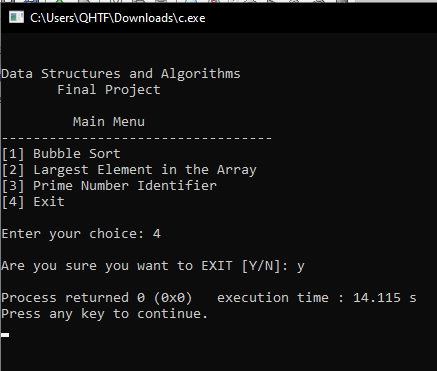 C:\Users\QHTF\Downloads\c.exe
Data Structures and Algorithms
Final Project
Main Menu
----------------------------------
[1] Bubble Sort
[2] Largest Element in the Array
[3] Prime Number Identifier
[4] Exit
Enter your choice: 4
Are you sure you want to EXIT [Y/N]: y
Process returned 0 (0x0)   execution time : 14.115 s
Press any key to continue.